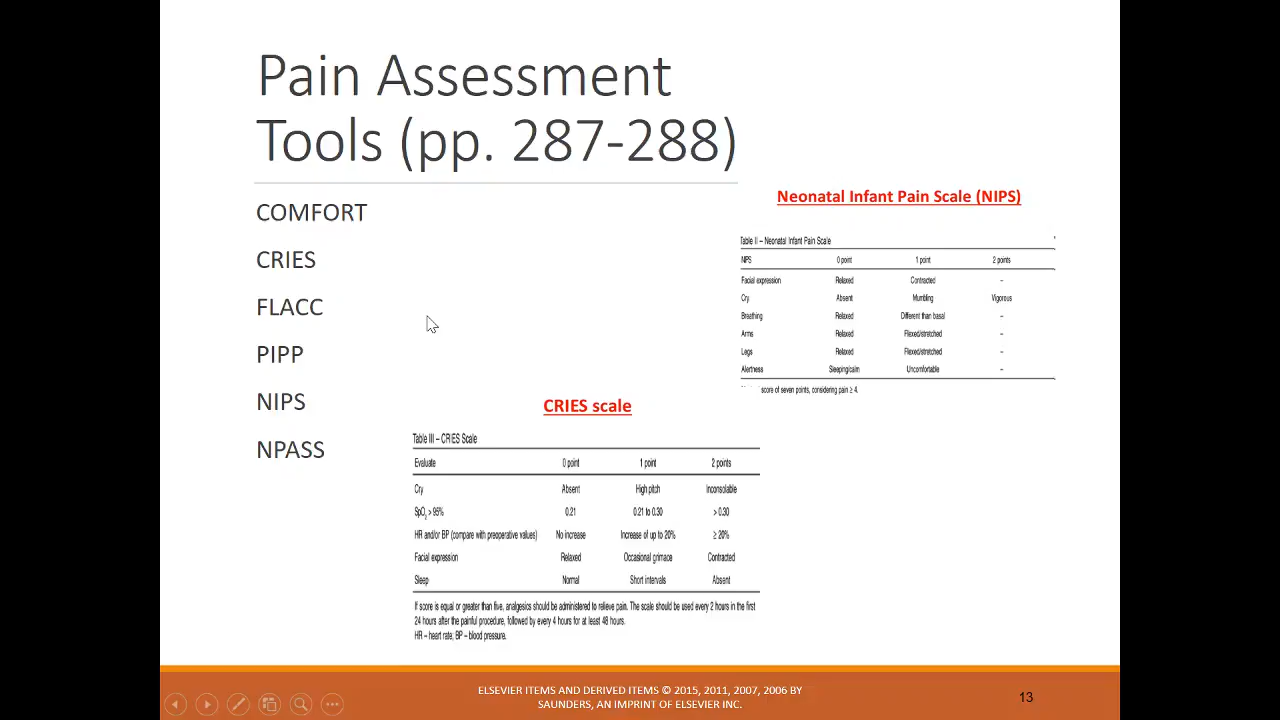 Pain Assessment
Tools (pp. 287-288)
COMFORT
CRIES
FLACC
PIPP
NIPS
NPASS
Neonatal Infant Pain Scale (NIPS)
Table II – Neonatal Infant Pain Scale
NIPS 0 point 1 point 2 points
Facial expression Relaxed Contracted –
Cry Absent Mumbling Vigorous
Breathing Relaxed Different than basal –
Arms Relaxed Flexed/stretched –
Legs Relaxed Flexed/stretched –
Alertness Sleeping/calm Uncomfortable –
score of seven points, considering pain ≥ 4.
CRIES scale
Table III – CRIES Scale
Evaluate 0 point 1 point 2 points
Cry Absent High pitch Inconsolable
SpO2 > 95% 0.21 0.21 to 0.30 > 0.30
HR and/or BP (compare with preoperative values) No increase Increase of up to 20% ≥ 20%
Facial expression Relaxed Occasional grimace Contracted
Sleep Normal Short intervals Absent
If score is equal or greater than five, analgesics should be administered to relieve pain. The scale should be used every 2 hours in the first
24 hours after the painful procedure, followed by every 4 hours for at least 48 hours.
HR – heart rate, BP – blood pressure.
ELSEVIER ITEMS AND DERIVED ITEMS © 2015, 2011, 2007, 2006 BY
SAUNDERS, AN IMPRINT OF ELSEVIER INC.
13